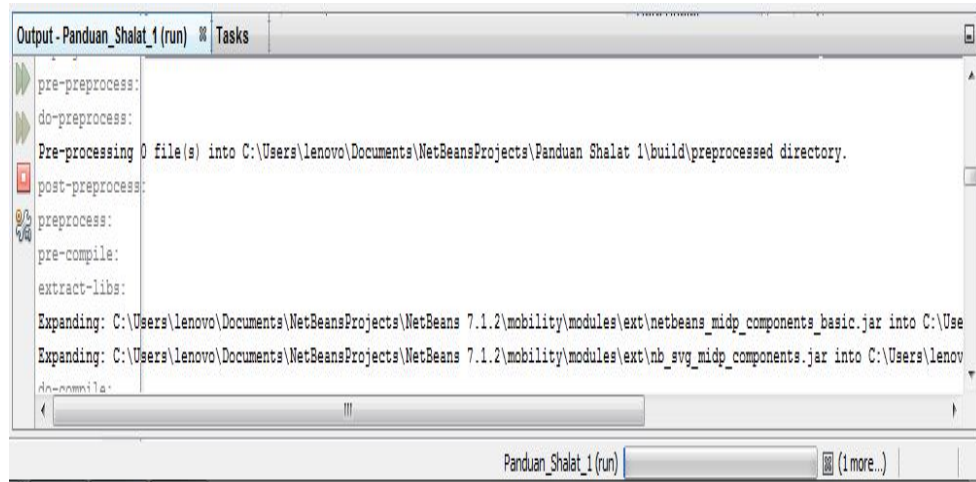 Output - Panduan_Shalat_1 (run) Tasks
pre-preprocess:
do-preprocess:
Pre-processing 0 file(s) into C:\Users\lenovo\Documents\NetBeansProjects\Panduan Shalat 1\build\preprocessed directory.
post-preprocess:
preprocess:
pre-compile:
extract-libs:
Expanding: C:\Users\lenovo\Documents\NetBeansProjects\NetBeans 7.1.2\mobility\modules\ext\netbeans_midp_components_basic.jar into C:\Use
Expanding: C:\Users\lenovo\Documents\NetBeansProjects\NetBeans 7.1.2\mobility\modules\ext\nb_svg_midp_components.jar into C:\Users\lenov
do-compile:
Panduan_Shalat_1 (run) (1 more...)